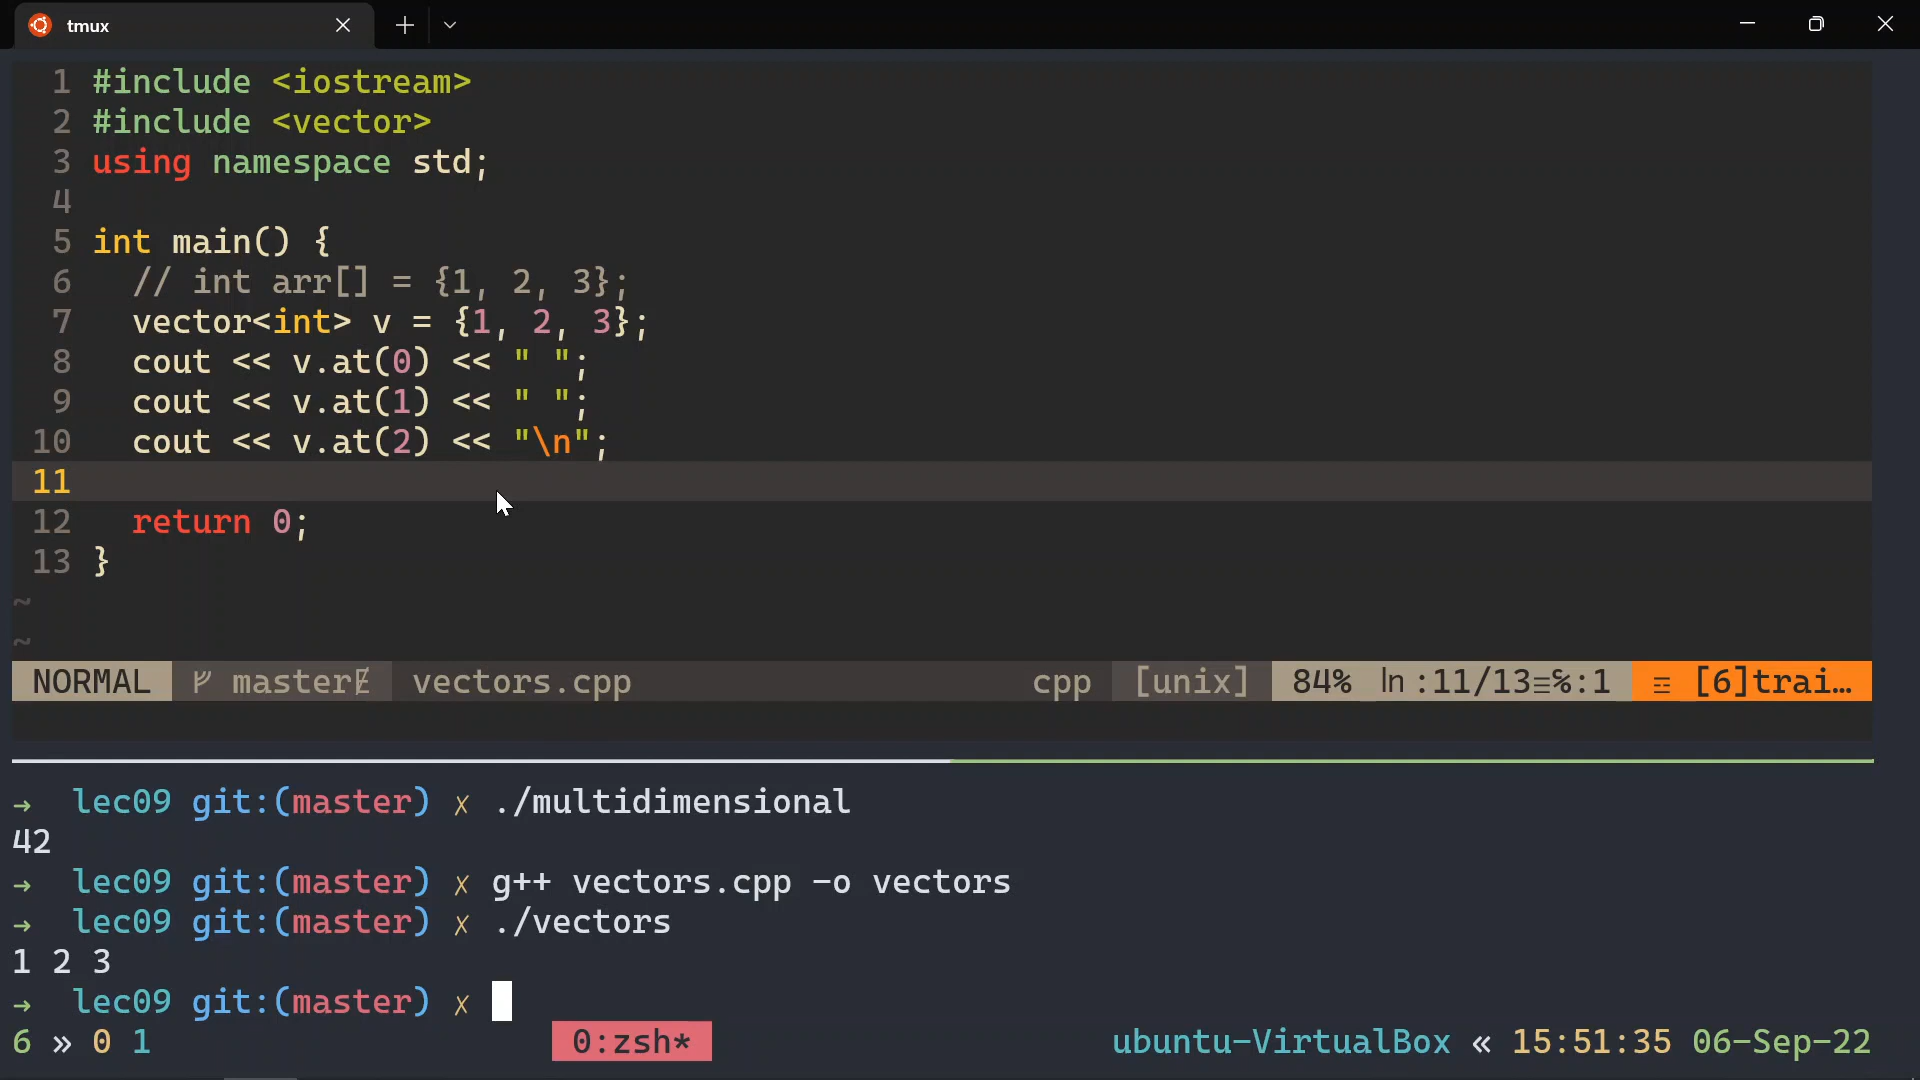 tmux
1 #include <iostream>
2 #include <vector>
3 using namespace std;
4
5 int main() {
6   // int arr[] = {1, 2, 3};
7   vector<int> v = {1, 2, 3};
8   cout << v.at(0) << " ";
9   cout << v.at(1) << " ";
10   cout << v.at(2) << "\n";
11
12   return 0;
13 }
~
~
NORMAL master vectors.cpp cpp [unix] 84% ln :11/13≡℅:1 ☲ [6]trai…
→ lec09 git:(master) ✗ ./multidimensional
42
→ lec09 git:(master) ✗ g++ vectors.cpp -o vectors
→ lec09 git:(master) ✗ ./vectors
1 2 3
→ lec09 git:(master) ✗
6 » 0 1 0:zsh* ubuntu-VirtualBox « 15:51:35 06-Sep-22